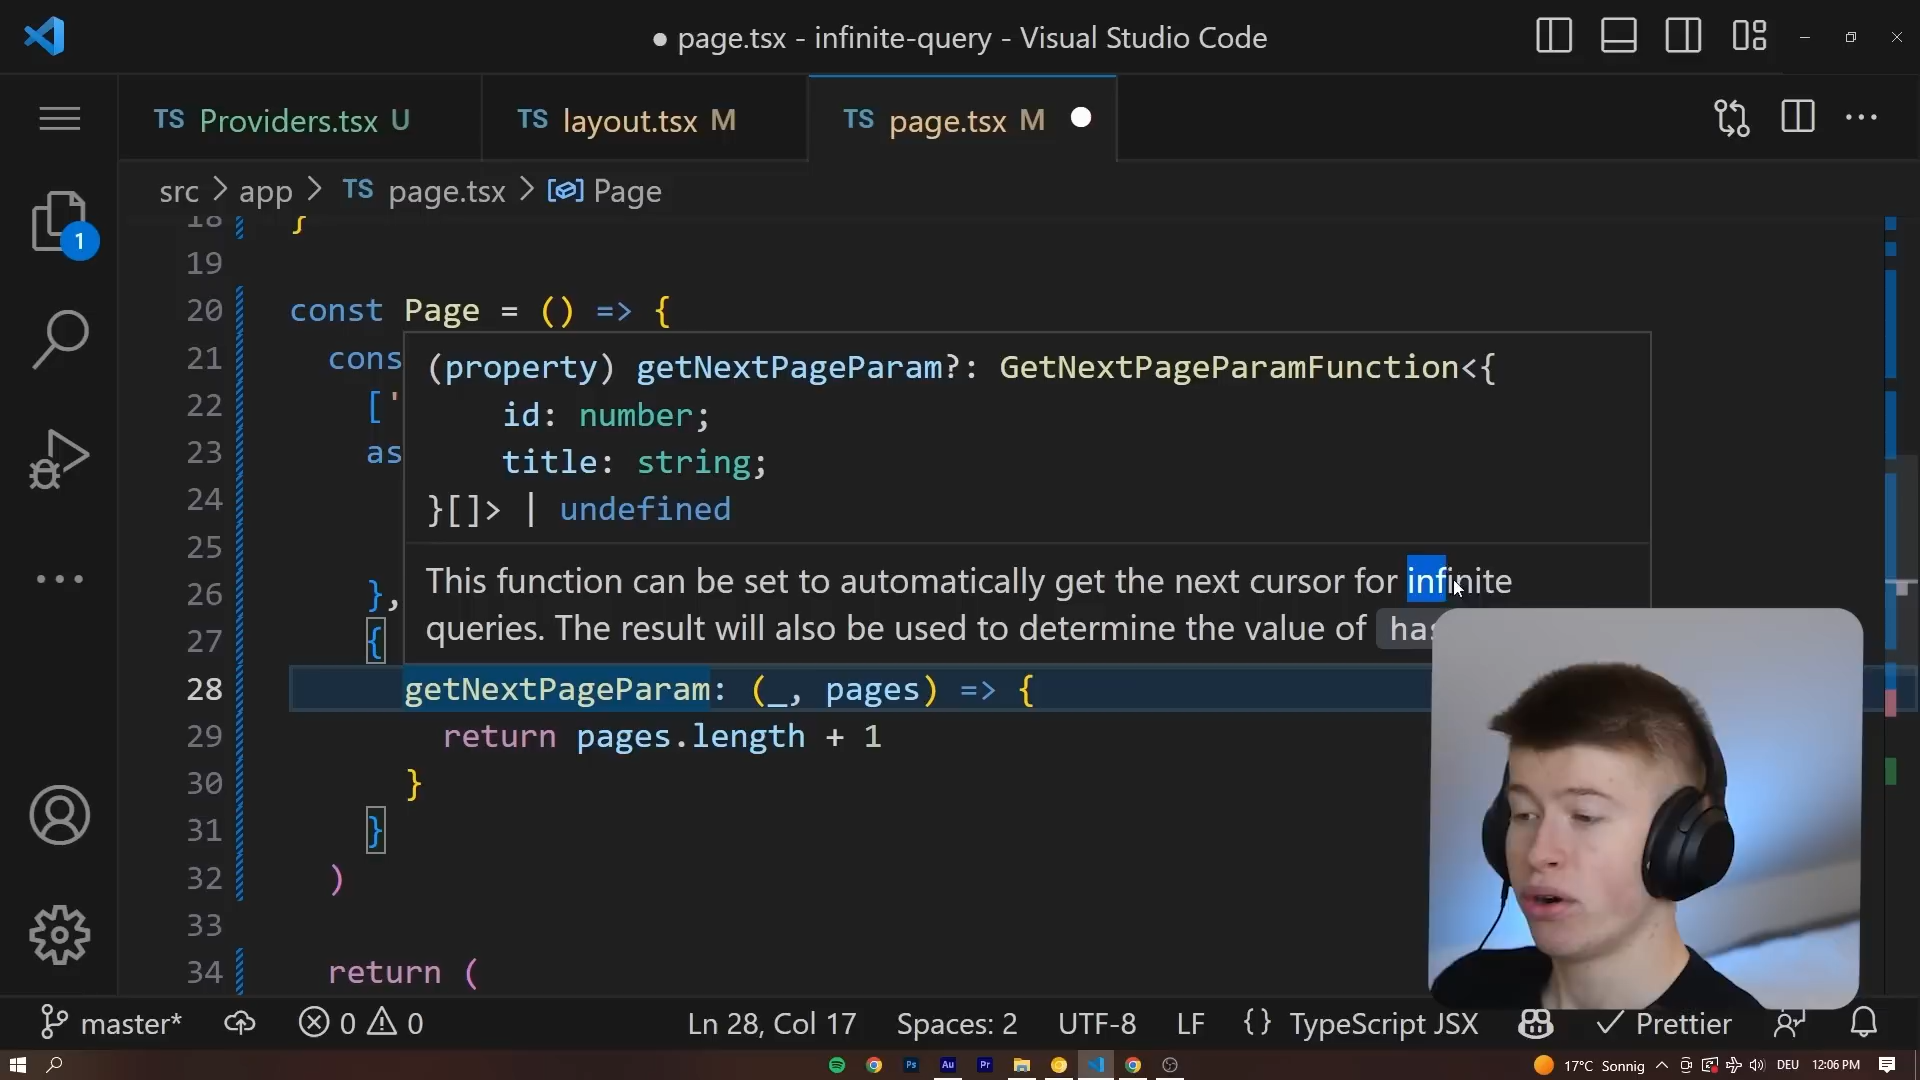 ● page.tsx - infinite-query - Visual Studio Code
TS Providers.tsx U
TS layout.tsx M
TS page.tsx M
src > app > TS page.tsx > Page
18 }
19
20 const Page = () => {
21 cons
22 ['
23 as
24
25
26 },
27 {
(property) getNextPageParam?: GetNextPageParamFunction<{
id: number;
title: string;
}[]> | undefined
This function can be set to automatically get the next cursor for infinite
queries. The result will also be used to determine the value of has
28 getNextPageParam: (_, pages) => {
29 return pages.length + 1
30 }
31 }
32 )
33
34 return (
1
master* 0 0 Ln 28, Col 17 Spaces: 2 UTF-8 LF {} TypeScript JSX Prettier
Ps Au Pr 17°C Sonnig DEU 12:06 PM